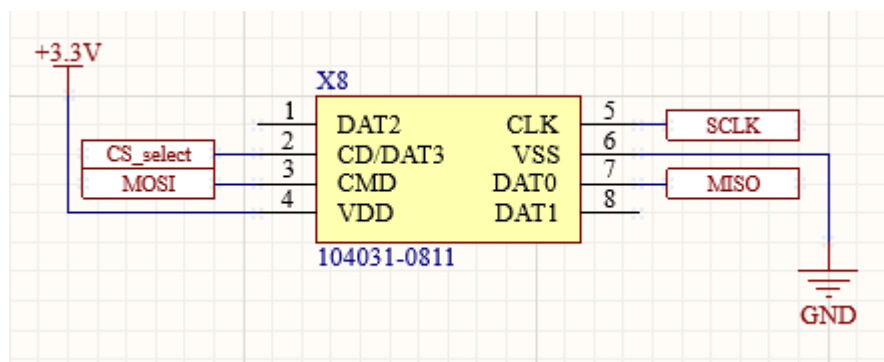 +3.3V
X8
1 DAT2 CLK 5 SCLK
CS_select 2 CD/DAT3 VSS 6
MOSI 3 CMD DAT0 7 MISO
4 VDD DAT1 8
104031-0811
GND